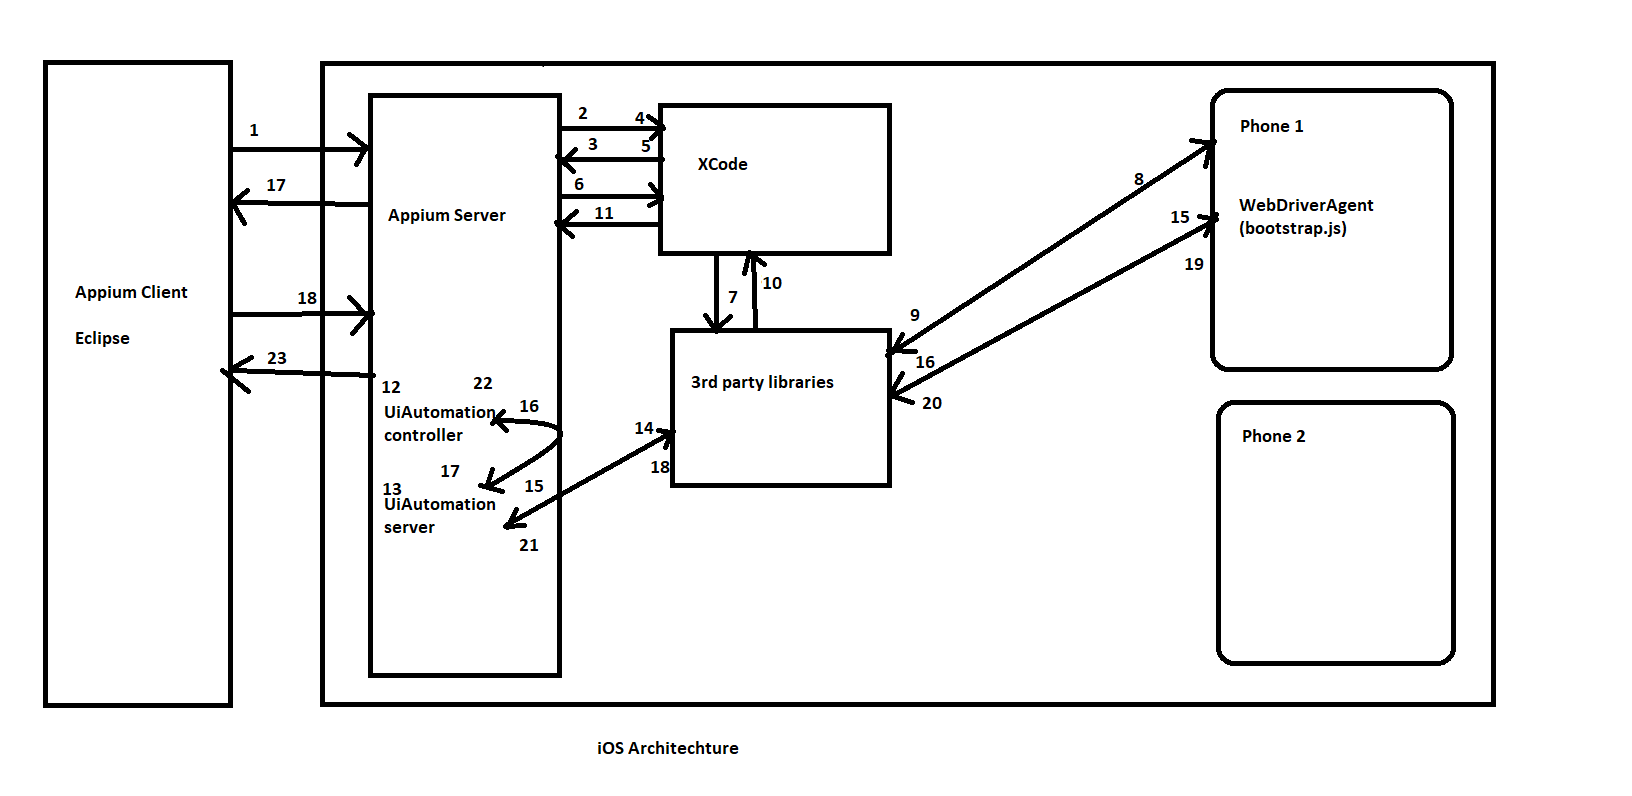 1
17
Appium Client
Eclipse
18
23
Appium Server
2
4
3
5
6
11
XCode
7
10
3rd party libraries
12
22
UiAutomation
controller
16
17
13
UiAutomation
server
15
21
14
18
8
9
15
16
19
20
Phone 1
WebDriverAgent
(bootstrap.js)
Phone 2
iOS Architechture